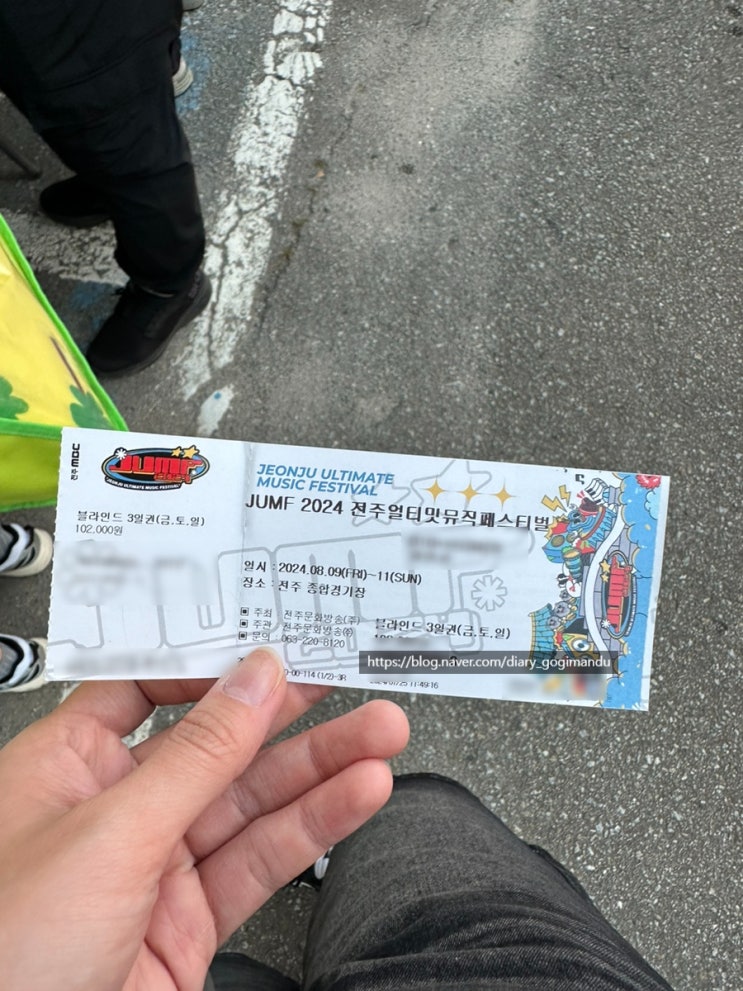 JUMF
JEONJU ULTIMATE MUSIC FESTIVAL
블라인드 3일권(금,토,일)
102,000원
JEONJU ULTIMATE
MUSIC FESTIVAL
JUMF 2024 전주얼티밋뮤직페스티벌
일시 : 2024.08.09(FRI)~11(SUN)
장소 : 전주 종합경기장
▣ 주최 : 전주문화방송(주)
▣ 주관 : 전주문화방송㈜
▣ 문의 : 063-220-8120
블라인드 3일권(금,토,일)
JUMF
https://blog.naver.com/diary_gogimandu